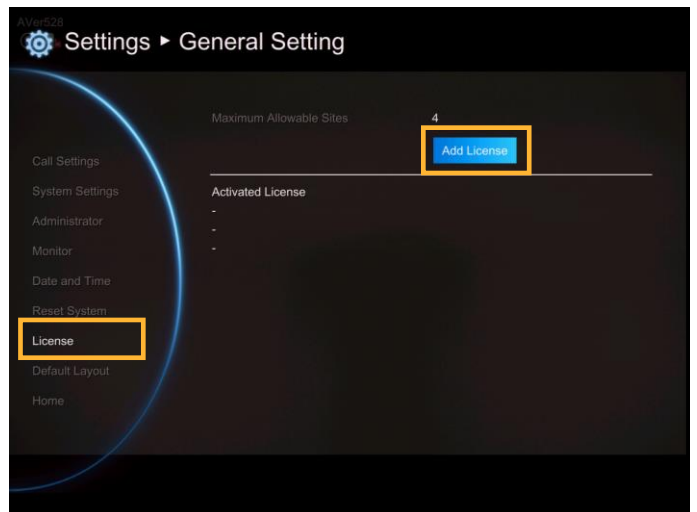 AVer528
Settings ▸ General Setting
Maximum Allowable Sites 4
Add License
Call Settings
System Settings
Administrator
Monitor
Date and Time
Reset System
License
Default Layout
Home
Activated License
-
-
-